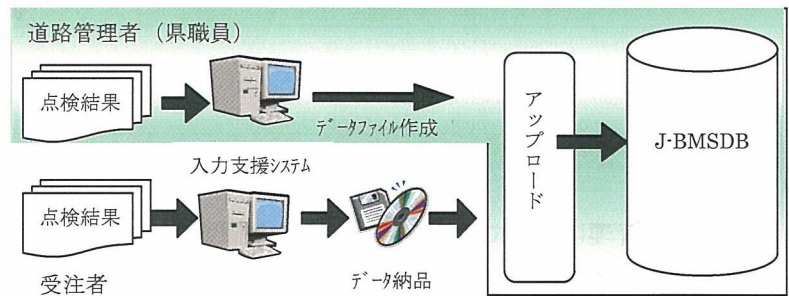 道路管理者（県職員）
点検結果
データファイル作成
アップロード
J-BMSDB
入力支援システム
点検結果
受注者
データ納品